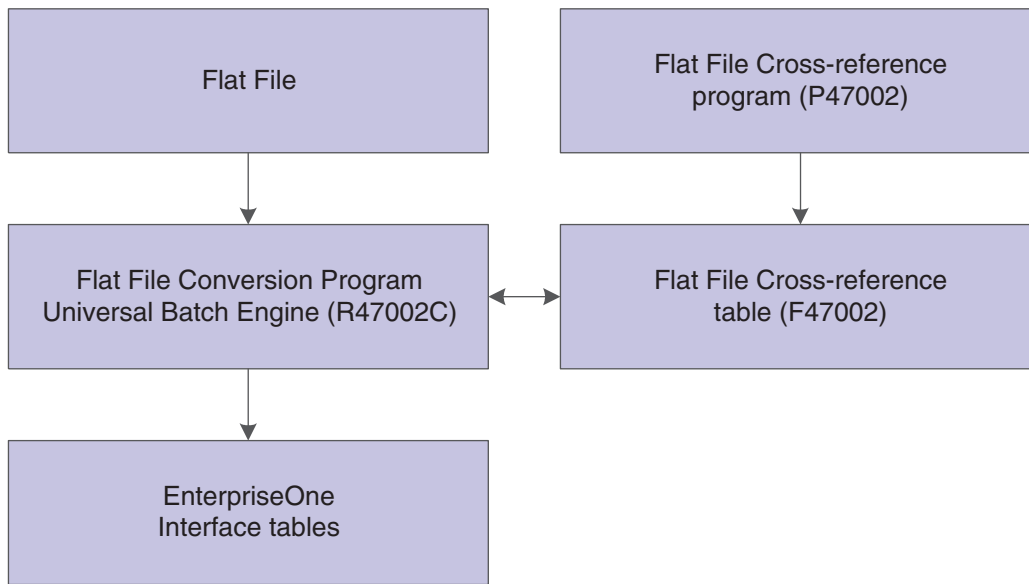 Flat File
Flat File Cross-reference
program (P47002)
Flat File Conversion Program
Universal Batch Engine (R47002C)
Flat File Cross-reference
table (F47002)
EnterpriseOne
Interface tables